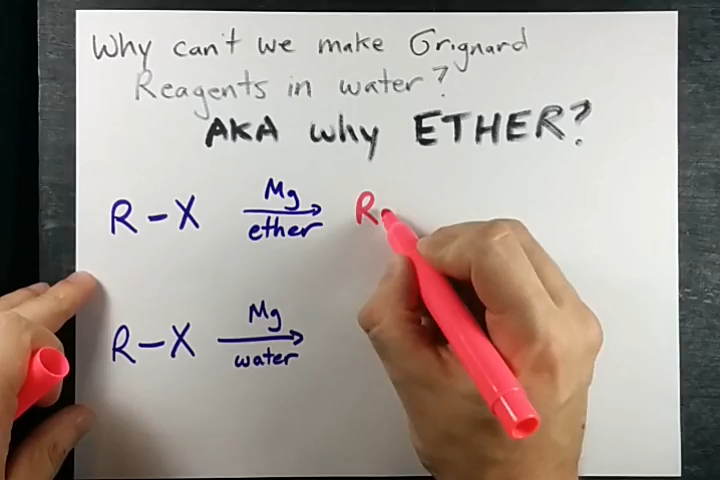 Why can't we make Grignard
Reagents in water?
AKA why ETHER?
Mg
R-X ether R
Mg
R-X water